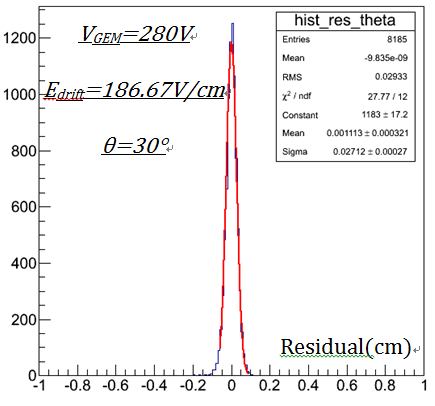 hist_res_theta
Entries 8185
Mean -9.835e-09
RMS 0.02933
χ² / ndf 27.77 / 12
Constant 1183 ± 17.2
Mean 0.001113 ± 0.000321
Sigma 0.02712 ± 0.00027
V_GEM=280V↵
E_drift=186.67V/cm↵
θ=30°↵
1200
1000
800
600
400
200
0
Residual(cm)↵
-1 -0.8 -0.6 -0.4 -0.2 0 0.2 0.4 0.6 0.8 1